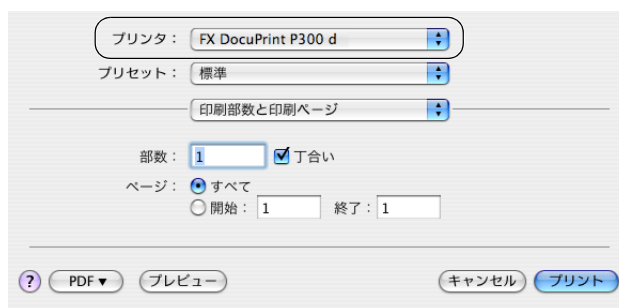 プリンタ： FX DocuPrint P300 d
プリセット： 標準
印刷部数と印刷ページ
部数： 1 丁合い
ページ： すべて
開始： 1 終了： 1
? PDF▼ プレビュー キャンセル プリント